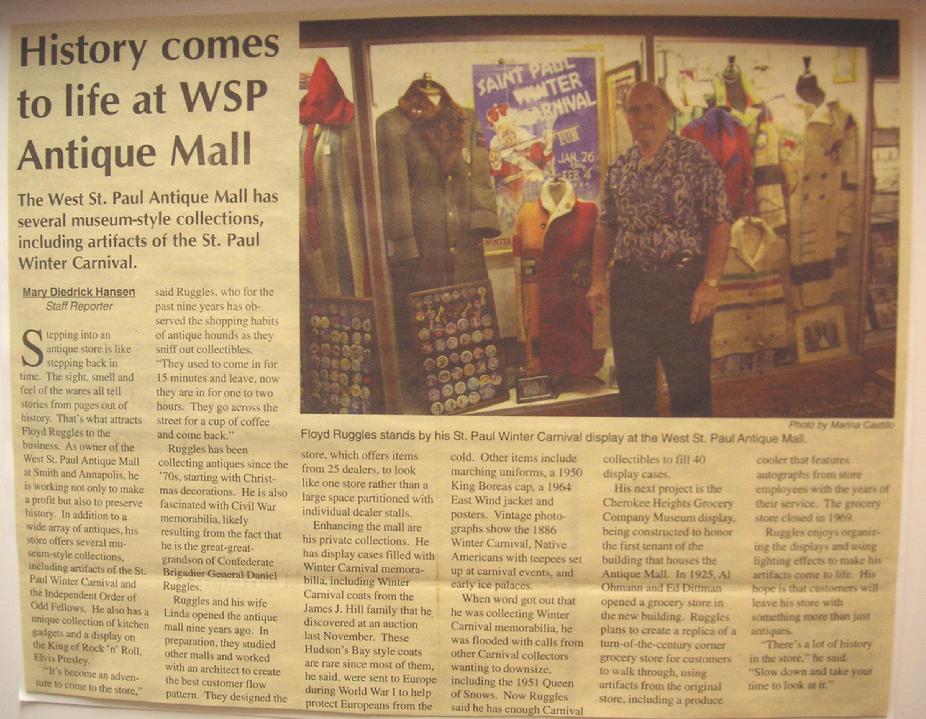 History comes
to life at WSP
Antique Mall
The West St. Paul Antique Mall has
several museum-style collections,
including artifacts of the St. Paul
Winter Carnival.
Mary Diedrick Hansen
Staff Reporter
Stepping into an
antique store is like
stepping back in
time. The sight, smell and
feel of the wares all tell
stories from pages out of
history. That's what attracts
Floyd Ruggles to the
business. As owner of the
West St. Paul Antique Mall
at Smith and Annapolis, he
is working not only to make
a profit but also to preserve
history. In addition to a
wide array of antiques, his
store offers several mu-
seum-style collections,
including artifacts of the St.
Paul Winter Carnival and
the Independent Order of
Odd Fellows. He also has a
unique collection of kitchen
gadgets and a display on
the King of Rock 'n' Roll,
Elvis Presley.
"It's become an adven-
ture to come to the store,"
said Ruggles, who for the
past nine years has ob-
served the shopping habits
of antique hounds as they
sniff out collectibles.
"They used to come in for
15 minutes and leave, now
they are in for one to two
hours. They go across the
street for a cup of coffee
and come back."
Ruggles has been
collecting antiques since the
'70s, starting with Christ-
mas decorations. He is also
fascinated with Civil War
memorabilia, likely
resulting from the fact that
he is the great-great-
grandson of Confederate
Brigadier General Daniel
Ruggles.
Ruggles and his wife
Linda opened the antique
mall nine years ago. In
preparation, they studied
other malls and worked
with an architect to create
the best customer flow
pattern. They designed the
SAINT PAUL
WINTER
CARNIVAL
FUN
JAN. 26
FEB. 4
WINTER
Photo by Marina Castillo
Floyd Ruggles stands by his St. Paul Winter Carnival display at the West St. Paul Antique Mall.
store, which offers items
from 25 dealers, to look
like one store rather than a
large space partitioned with
individual dealer stalls.
Enhancing the mall are
his private collections. He
has display cases filled with
Winter Carnival memora-
bilia, including Winter
Carnival coats from the
James J. Hill family that he
discovered at an auction
last November. These
Hudson's Bay style coats
are rare since most of them,
he said, were sent to Europe
during World War I to help
protect Europeans from the
cold. Other items include
marching uniforms, a 1950
King Boreas cap, a 1964
East Wind jacket and
posters. Vintage photo-
graphs show the 1886
Winter Carnival, Native
Americans with teepees set
up at carnival events, and
early ice palaces.
When word got out that
he was collecting Winter
Carnival memorabilia, he
was flooded with calls from
other Carnival collectors
wanting to downsize,
including the 1951 Queen
of Snows. Now Ruggles
said he has enough Carnival
collectibles to fill 40
display cases.
His next project is the
Cherokee Heights Grocery
Company Museum display,
being constructed to honor
the first tenant of the
building that houses the
Antique Mall. In 1925, Al
Ohmann and Ed Dittman
opened a grocery store in
the new building. Ruggles
plans to create a replica of a
turn-of-the-century corner
grocery store for customers
to walk through, using
artifacts from the original
store, including a produce
cooler that features
autographs from store
employees with the years of
their service. The grocery
store closed in 1969.
Ruggles enjoys organiz-
ing the displays and using
lighting effects to make his
artifacts come to life. His
hope is that customers will
leave his store with
something more than just
antiques.
"There's a lot of history
in the store," he said.
"Slow down and take your
time to look at it."